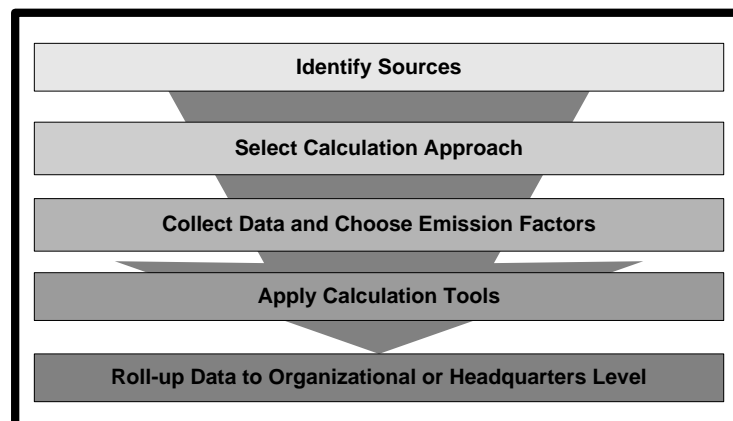 Identify Sources
Select Calculation Approach
Collect Data and Choose Emission Factors
Apply Calculation Tools
Roll-up Data to Organizational or Headquarters Level